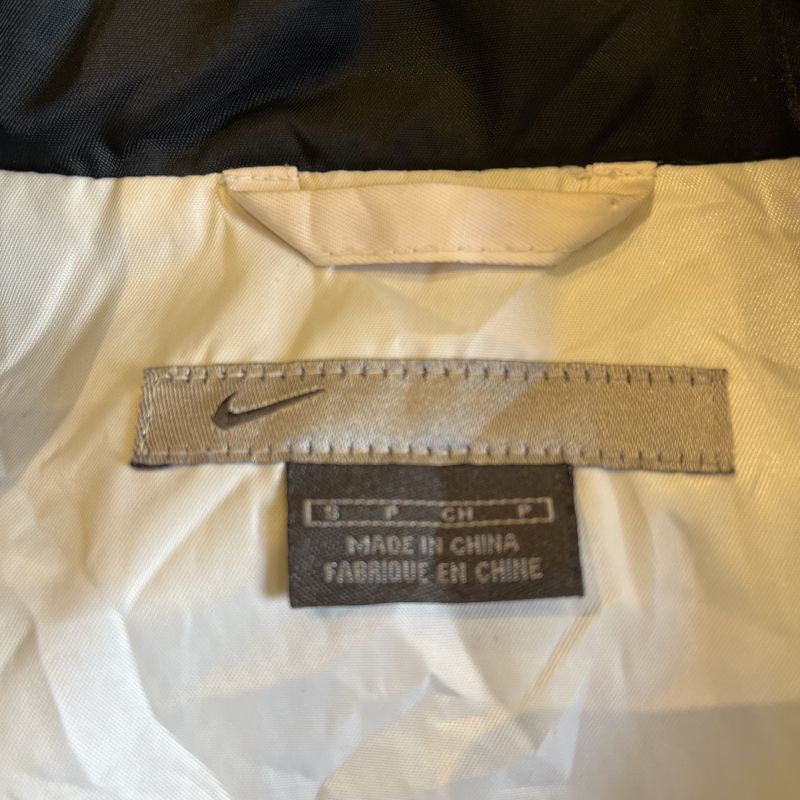 S P CH P
MADE IN CHINA
FABRIQUE EN CHINE